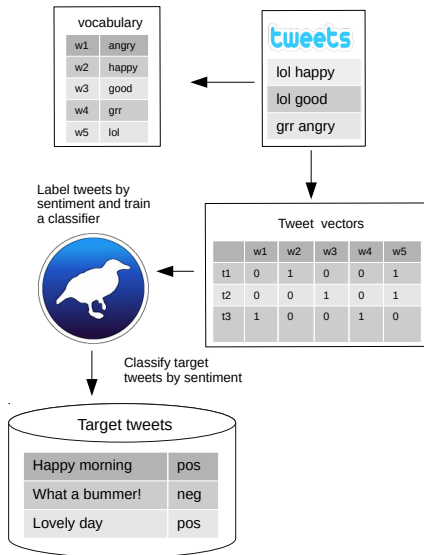 vocabulary
w1 angry
w2 happy
w3 good
w4 grr
w5 lol
tweets
lol happy
lol good
grr angry
Label tweets by
sentiment and train
a classifier
Tweet vectors
w1 w2 w3 w4 w5
t1 0 1 0 0 1
t2 0 0 1 0 1
t3 1 0 0 1 0
Classify target
tweets by sentiment
Target tweets
Happy morning pos
What a bummer! neg
Lovely day pos